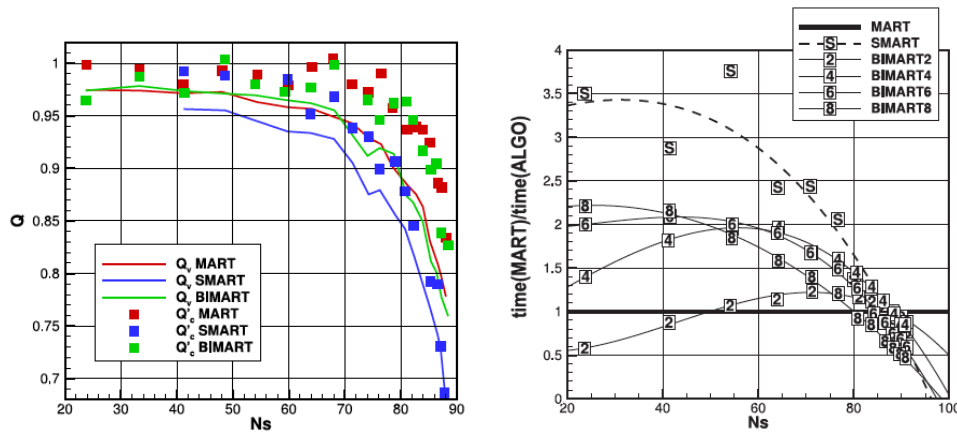 1
0.95
0.9
0.85
0.8
0.75
0.7
Q
Q_v MART
Q_v SMART
Q_v BIMART
Q'_c MART
Q'_c SMART
Q'_c BIMART
20 30 40 50 60 70 80 90
Ns
MART
S SMART
2 BIMART2
4 BIMART4
6 BIMART6
8 BIMART8
4
3.5
3
2.5
2
1.5
1
0.5
0
time(MART)/time(ALGO)
20 40 60 80 100
Ns